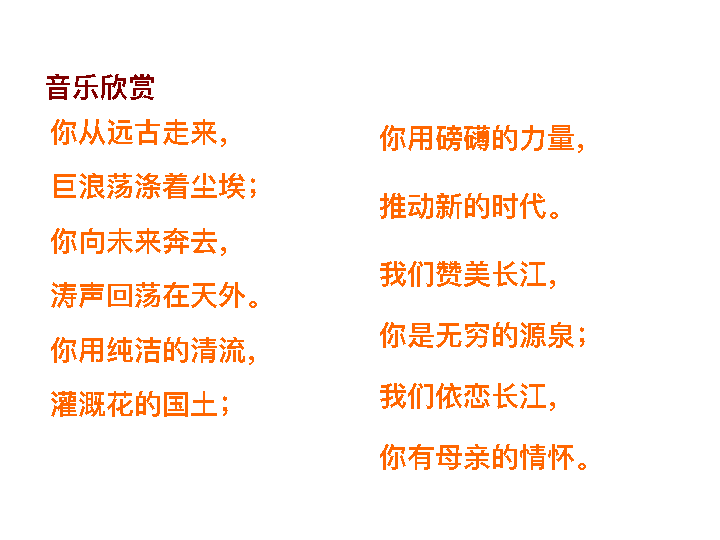 音乐欣赏
你从远古走来，
巨浪荡涤着尘埃；
你向未来奔去，
涛声回荡在天外。
你用纯洁的清流，
灌溉花的国土；
你用磅礴的力量，
推动新的时代。
我们赞美长江，
你是无穷的源泉；
我们依恋长江，
你有母亲的情怀。